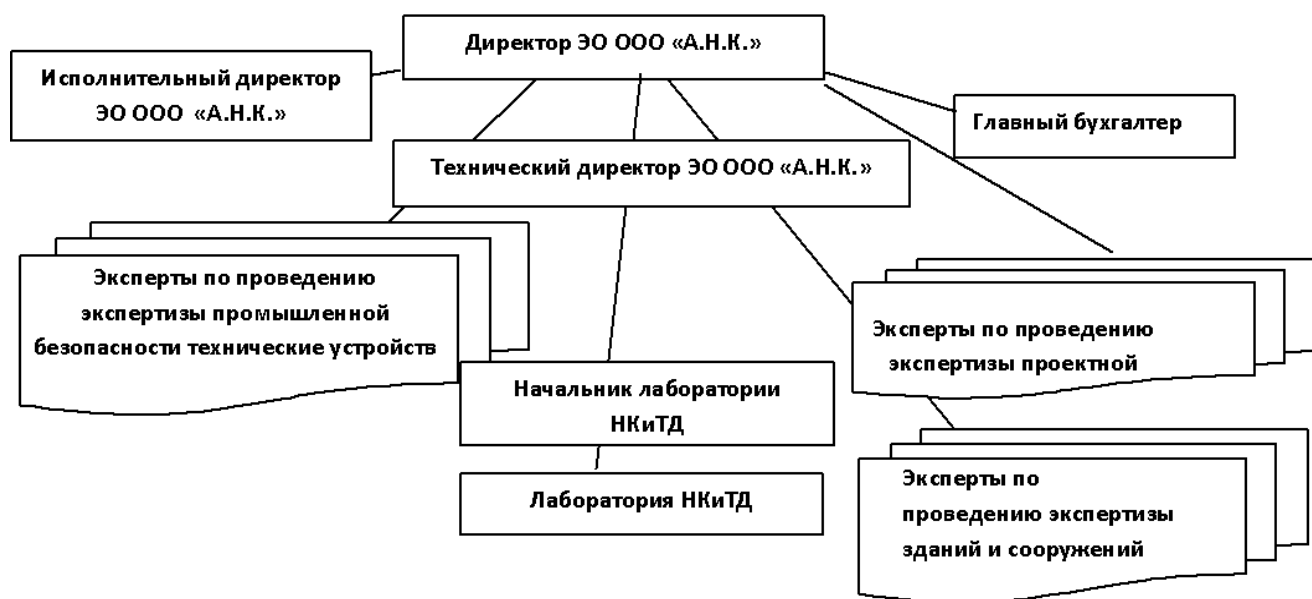 Директор ЭО ООО «А.Н.К.»
Исполнительный директор
ЭО ООО «А.Н.К.»
Главный бухгалтер
Технический директор ЭО ООО «А.Н.К.»
Эксперты по проведению
экспертизы промышленной
безопасности технические устройств
Эксперты по проведению
экспертизы проектной
Начальник лаборатории
НКиТД
Лаборатория НКиТД
Эксперты по
проведению экспертизы
зданий и сооружений